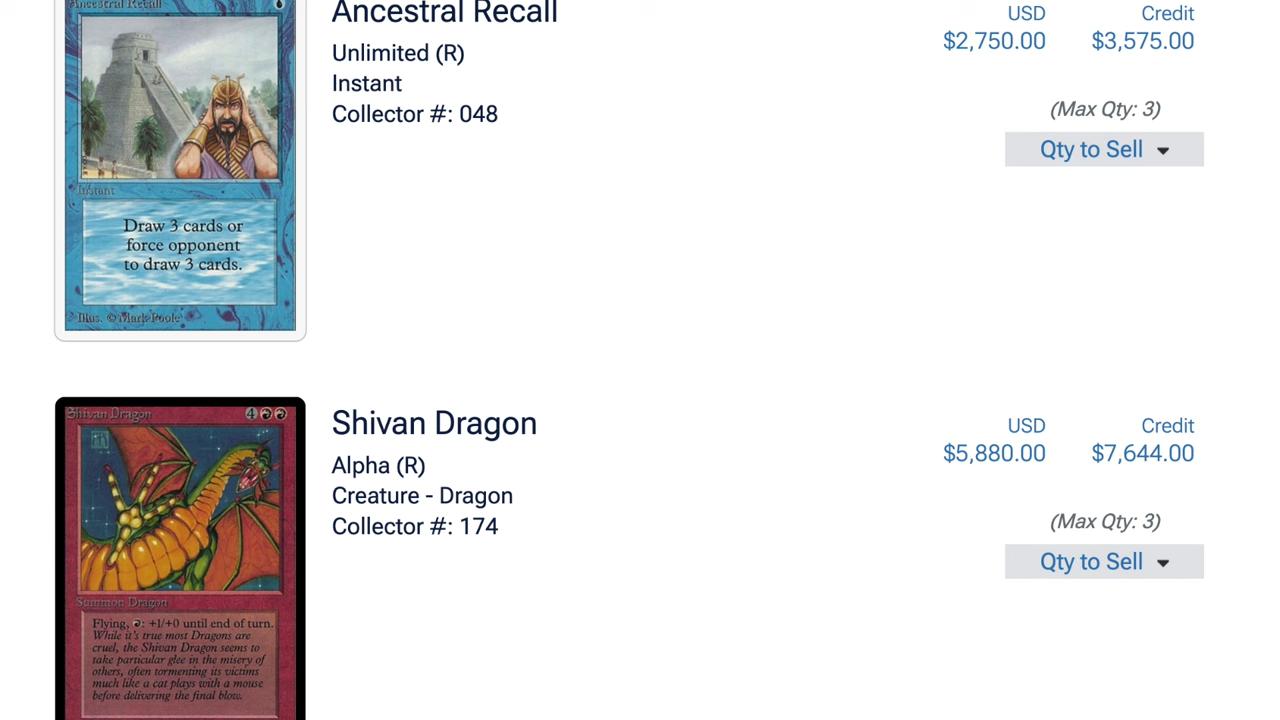 Ancestral Recall
Instant
Draw 3 cards or
force opponent
to draw 3 cards.
Illus. © Mark Poole
Ancestral Recall
Unlimited (R)
Instant
Collector #: 048
USD Credit
$2,750.00 $3,575.00
(Max Qty: 3)
Qty to Sell
Shivan Dragon 4
Summon Dragon
Flying, : +1/+0 until end of turn.
While it's true most Dragons are
cruel, the Shivan Dragon seems to
take particular glee in the misery of
others, often tormenting its victims
much like a cat plays with a mouse
before delivering the final blow.
Shivan Dragon
Alpha (R)
Creature - Dragon
Collector #: 174
USD Credit
$5,880.00 $7,644.00
(Max Qty: 3)
Qty to Sell